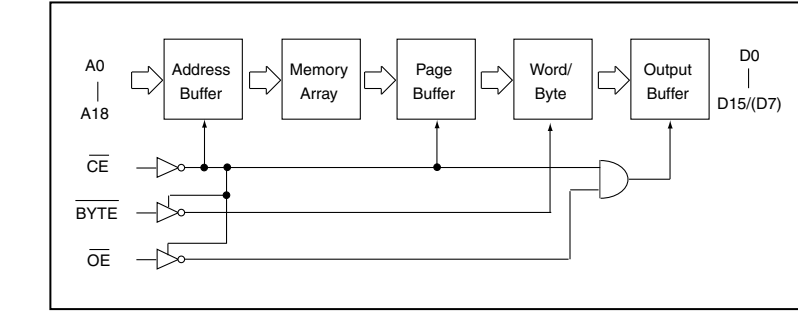 A0
A18
Address
Buffer
Memory
Array
Page
Buffer
Word/
Byte
Output
Buffer
D0
D15/(D7)
CE
BYTE
OE